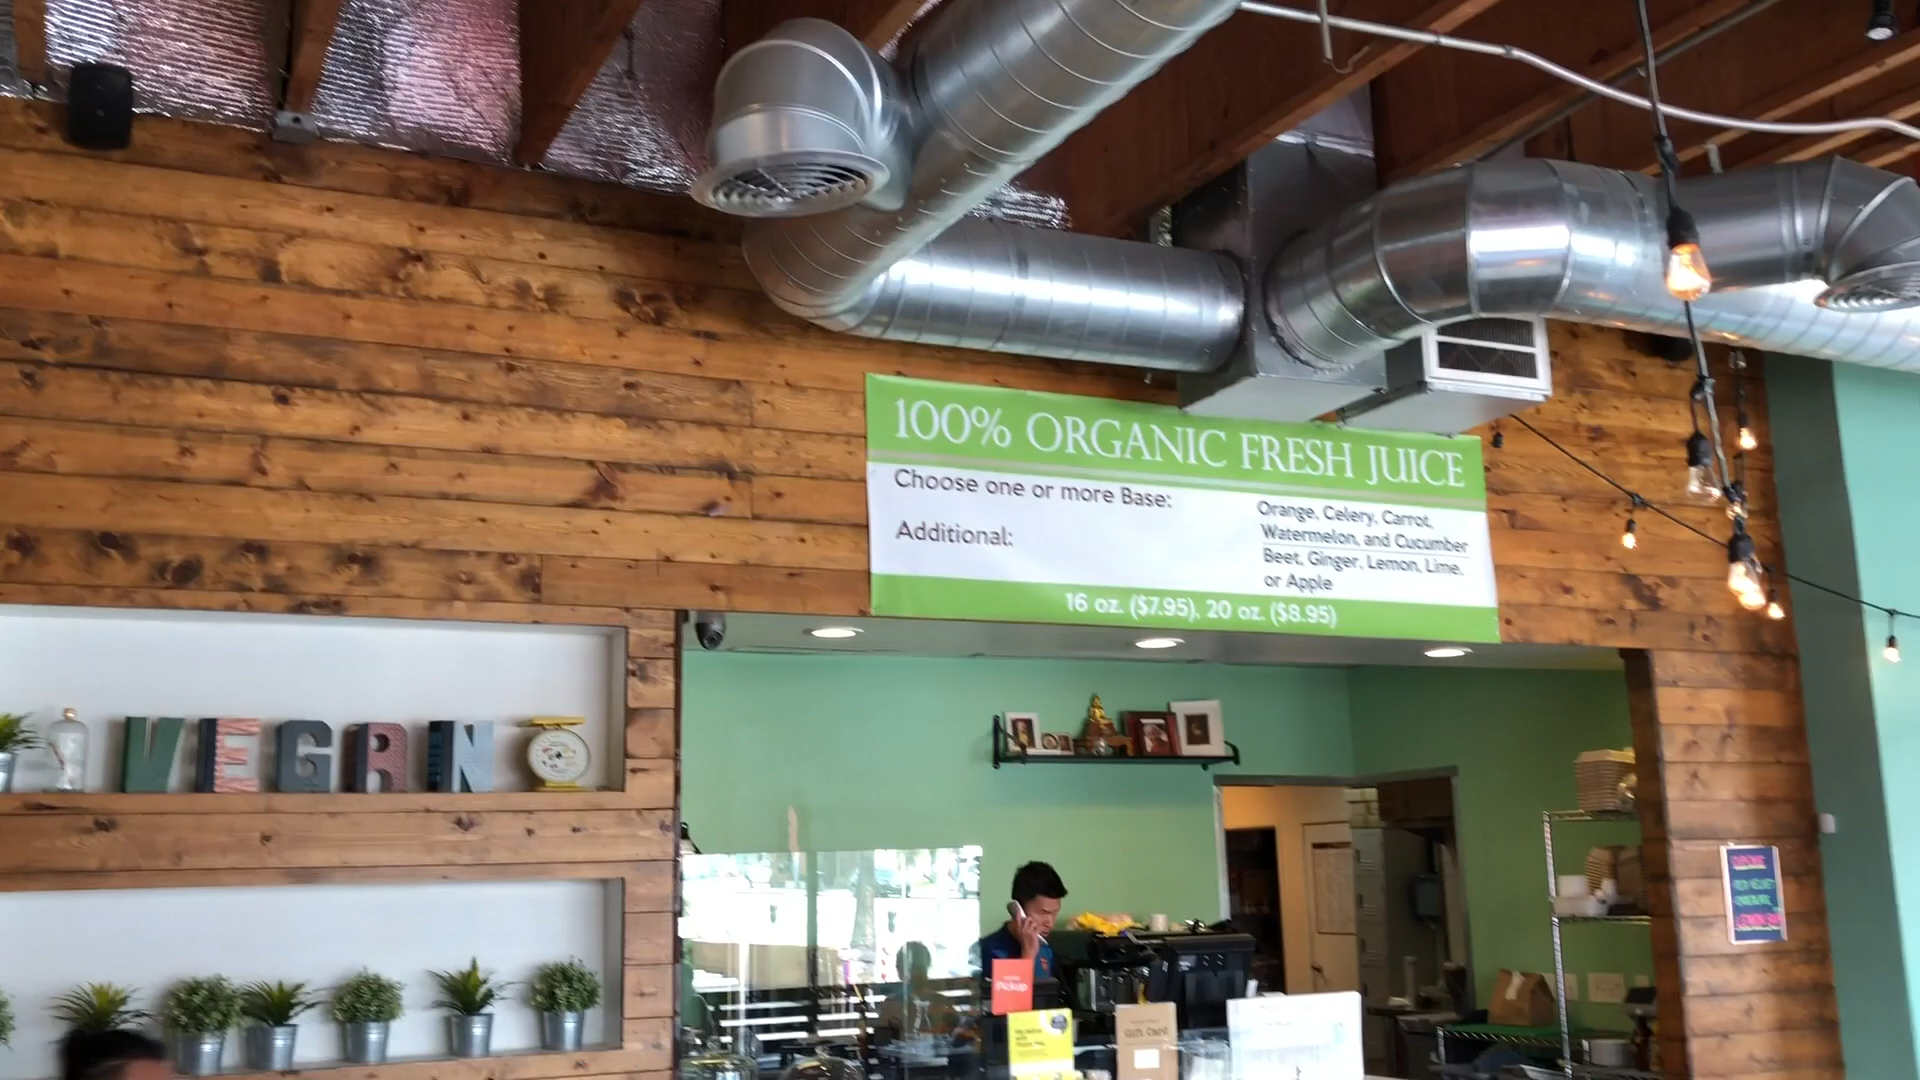 100% ORGANIC FRESH JUICE
Choose one or more Base:
Orange, Celery, Carrot,
Watermelon, and Cucumber
Additional:
Beet, Ginger, Lemon, Lime,
or Apple
16 oz. ($7.95), 20 oz. ($8.95)
VEGAN
Pickup
Gift Card